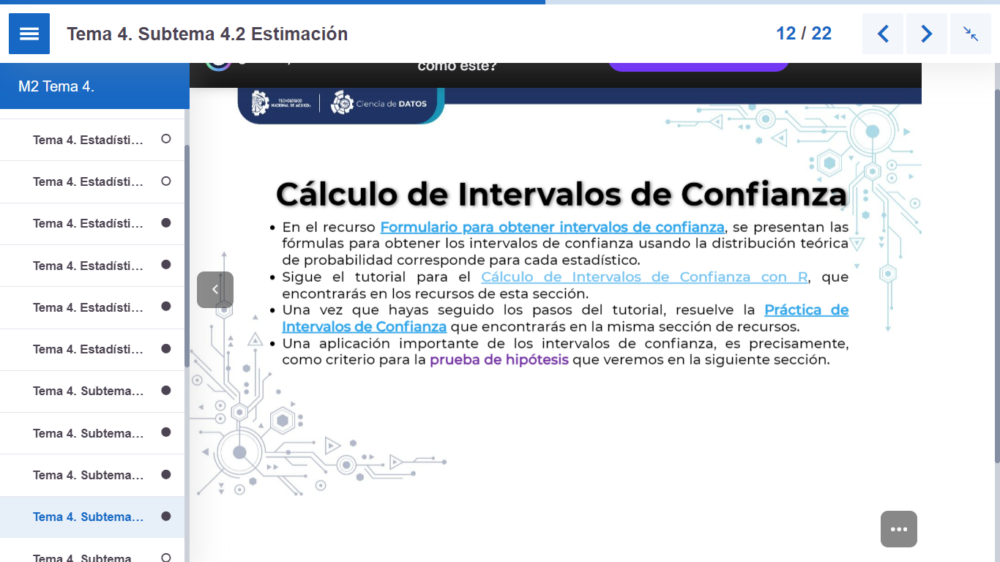 Tema 4. Subtema 4.2 Estimación
12 / 22
como este?
M2 Tema 4.
TECNOLÓGICO
NACIONAL DE MÉXICO
Ciencia de DATOS
Tema 4. Estadísti...
Tema 4. Estadísti...
Tema 4. Estadísti...
Tema 4. Estadísti...
Tema 4. Estadísti...
Tema 4. Estadísti...
Tema 4. Subtema...
Tema 4. Subtema...
Tema 4. Subtema...
Tema 4. Subtema...
Tema 4. Subtema
Cálculo de Intervalos de Confianza
• En el recurso Formulario para obtener intervalos de confianza, se presentan las
fórmulas para obtener los intervalos de confianza usando la distribución teórica
de probabilidad corresponde para cada estadístico.
• Sigue el tutorial para el Cálculo de Intervalos de Confianza con R, que
encontrarás en los recursos de esta sección.
• Una vez que hayas seguido los pasos del tutorial, resuelve la Práctica de
Intervalos de Confianza que encontrarás en la misma sección de recursos.
• Una aplicación importante de los intervalos de confianza, es precisamente,
como criterio para la prueba de hipótesis que veremos en la siguiente sección.